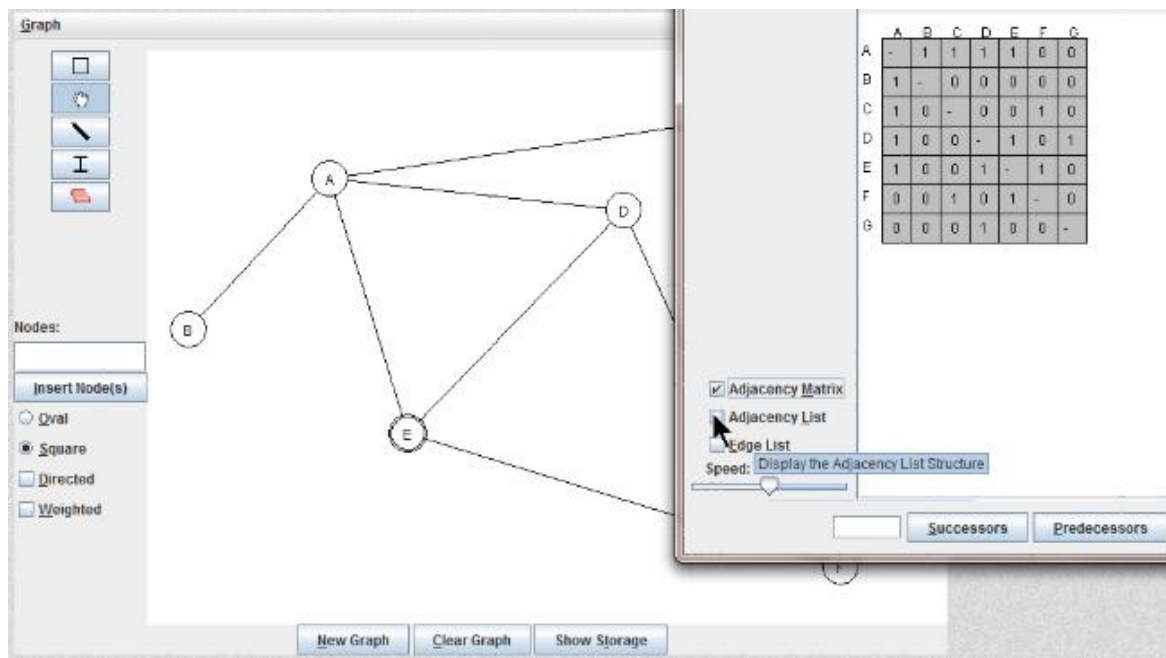 Graph
A B C D E F G
A - 1 1 1 1 0 0
B 1 - 0 0 0 0 0
C 1 0 - 0 0 1 0
D 1 0 0 - 1 0 1
E 1 0 0 1 - 1 0
F 0 0 1 0 1 - 0
G 0 0 0 1 0 0 -
A
D
B
E
Nodes:
Insert Node(s)
Oval
Square
Directed
Weighted
Adjacency Matrix
Adjacency List
Edge List
Speed:
Display the Adjacency List Structure
Successors
Predecessors
New Graph
Clear Graph
Show Storage